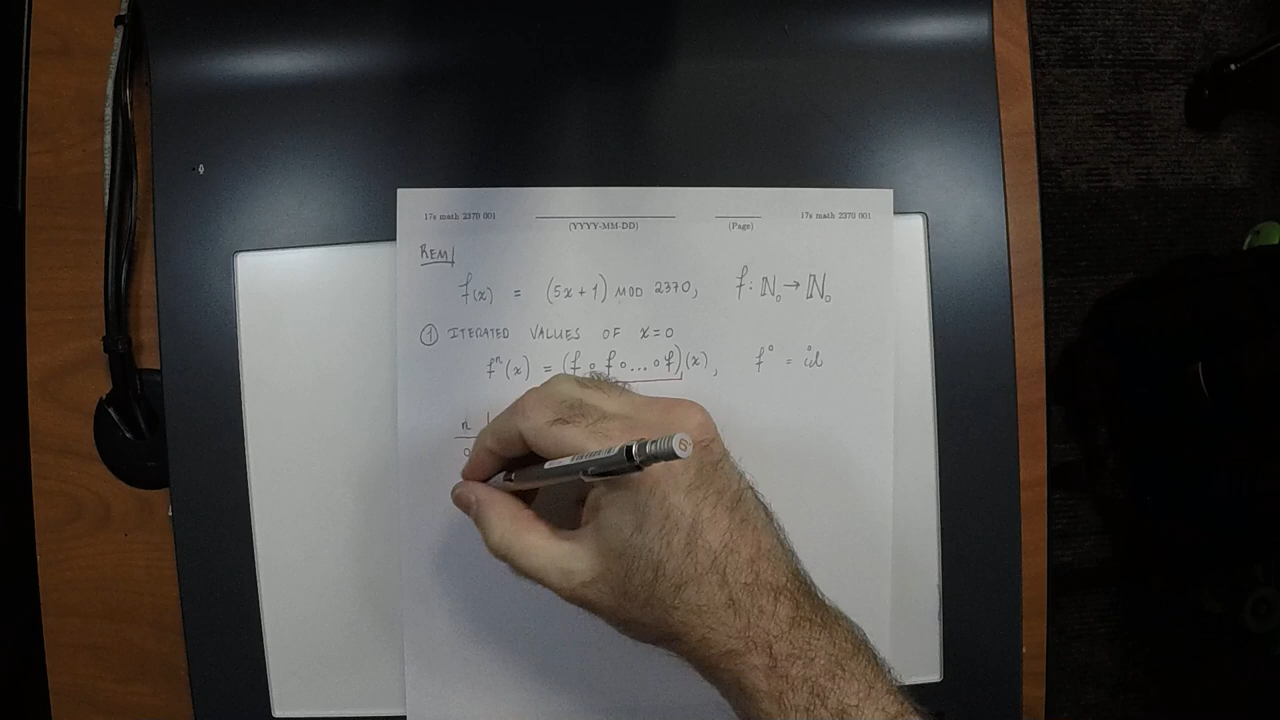 17s math 2370 001 (YYYY-MM-DD) (Page) 17s math 2370 001
REM/
f(x) = (5x+1) MOD 2370, f: ℕ₀ → ℕ₀
① ITERATED VALUES OF x=0
fⁿ(x) = (f ∘ f ∘ ... ∘ f)(x), f⁰ = id
n
0